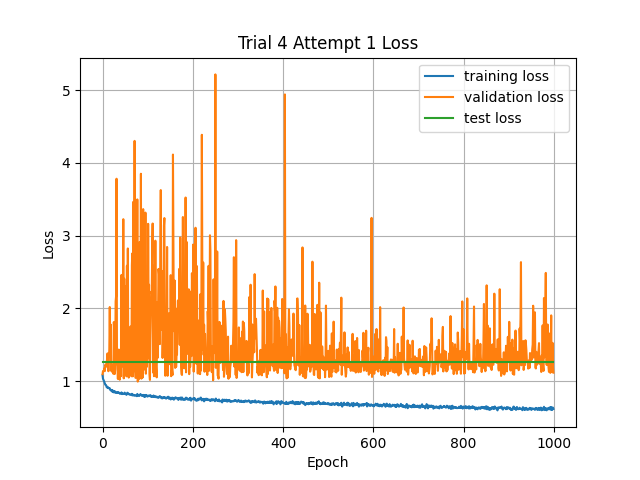 Trial 4 Attempt 1 Loss
training loss
validation loss
test loss
5
4
3
2
1
Loss
0
200
400
600
800
1000
Epoch